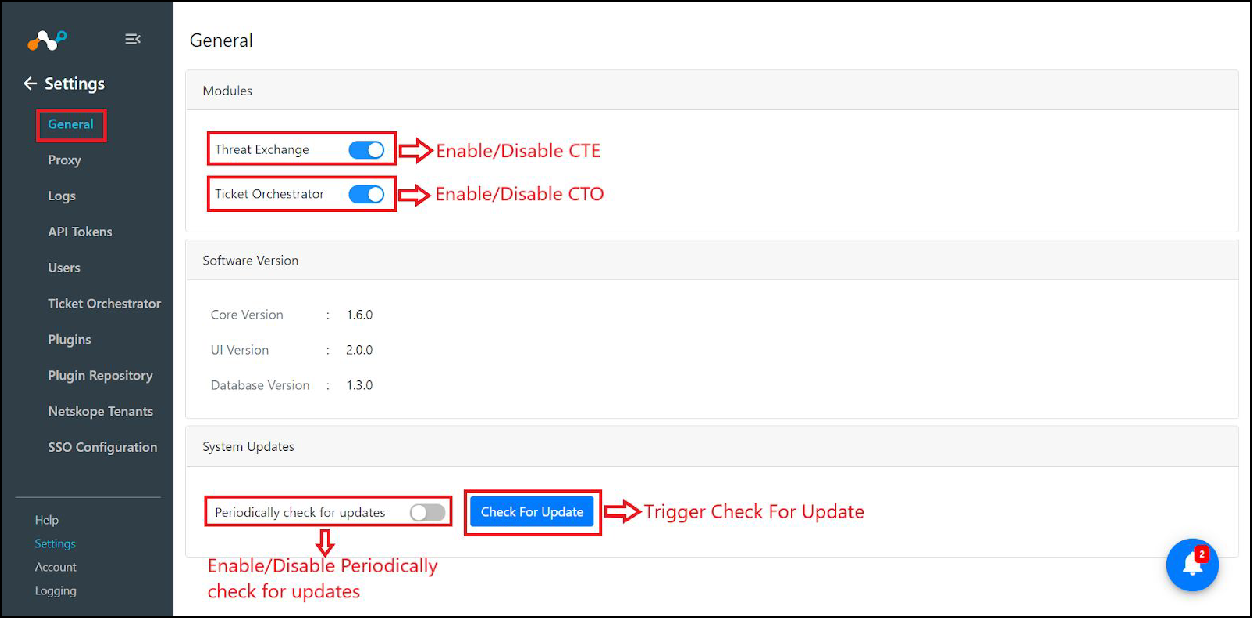 General
Settings
General
Proxy
Logs
API Tokens
Users
Ticket Orchestrator
Plugins
Plugin Repository
Netskope Tenants
SSO Configuration
Help
Settings
Account
Logging
Modules
Threat Exchange
Enable/Disable CTE
Ticket Orchestrator
Enable/Disable CTO
Software Version
Core Version : 1.6.0
UI Version : 2.0.0
Database Version : 1.3.0
System Updates
Periodically check for updates
Check For Update
Trigger Check For Update
Enable/Disable Periodically
check for updates
2